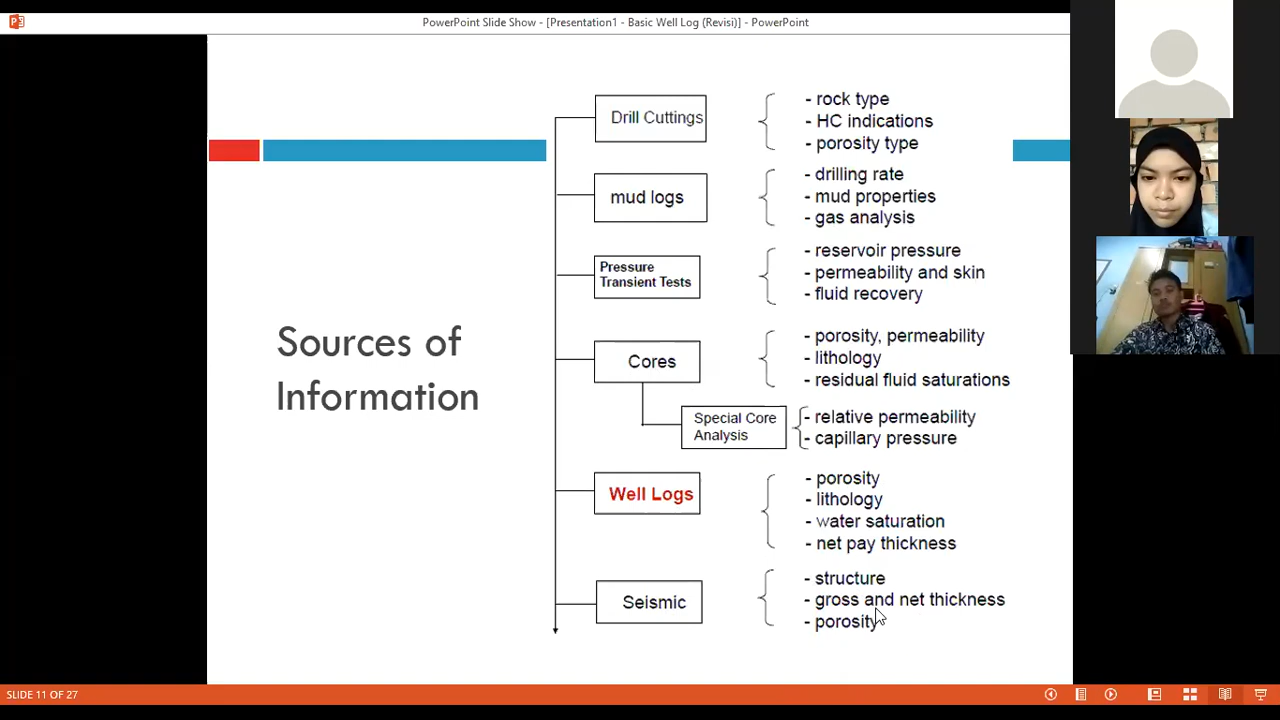 PowerPoint Slide Show - [Presentation1 - Basic Well Log (Revisi)] - PowerPoint
Sources of
Information
Drill Cuttings
- rock type
- HC indications
- porosity type
mud logs
- drilling rate
- mud properties
- gas analysis
Pressure
Transient Tests
- reservoir pressure
- permeability and skin
- fluid recovery
Cores
- porosity, permeability
- lithology
- residual fluid saturations
Special Core
Analysis
- relative permeability
- capillary pressure
Well Logs
- porosity
- lithology
- water saturation
- net pay thickness
Seismic
- structure
- gross and net thickness
- porosity
SLIDE 11 OF 27